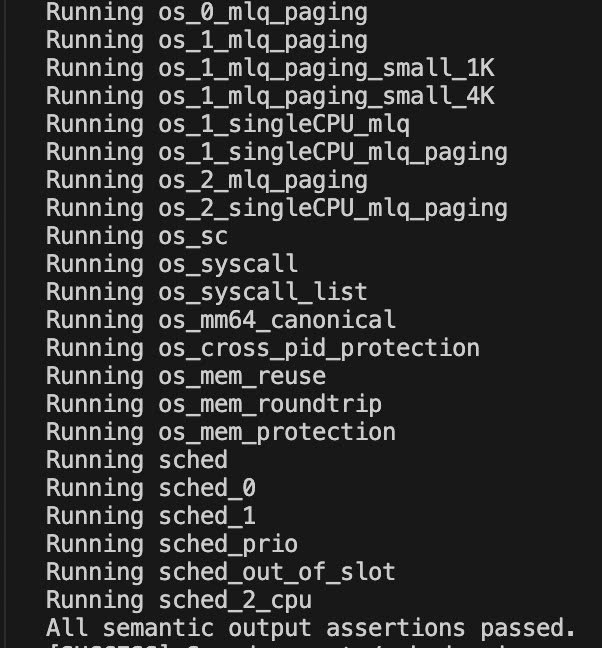 Running os_0_mlq_paging
Running os_1_mlq_paging
Running os_1_mlq_paging_small_1K
Running os_1_mlq_paging_small_4K
Running os_1_singleCPU_mlq
Running os_1_singleCPU_mlq_paging
Running os_2_mlq_paging
Running os_2_singleCPU_mlq_paging
Running os_sc
Running os_syscall
Running os_syscall_list
Running os_mm64_canonical
Running os_cross_pid_protection
Running os_mem_reuse
Running os_mem_roundtrip
Running os_mem_protection
Running sched
Running sched_0
Running sched_1
Running sched_prio
Running sched_out_of_slot
Running sched_2_cpu
All semantic output assertions passed.